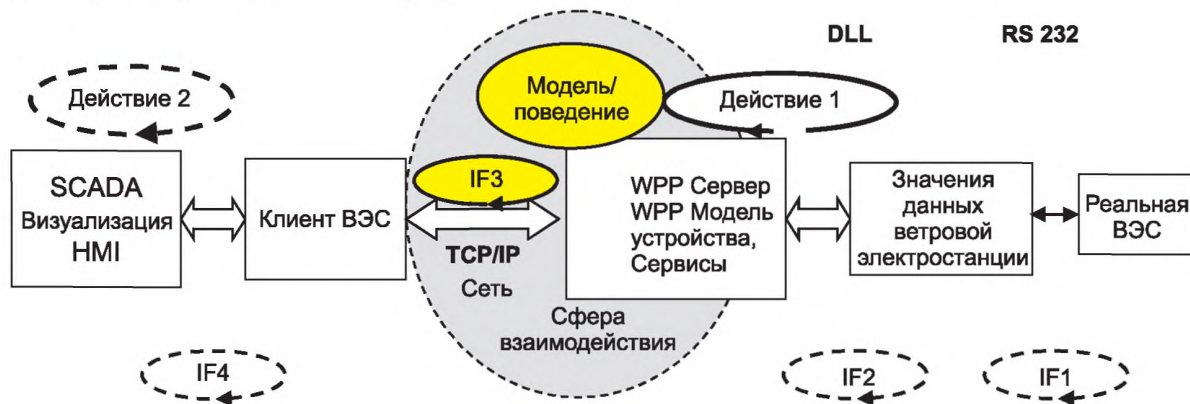 DLL
RS 232
Действие 2
Модель/
поведение
Действие 1
SCADA
Визуализация
HMI
Клиент ВЭС
IF3
TCP/IP
Сеть
WPP Сервер
WPP Модель
устройства,
Сервисы
Значения
данных
ветровой
электростанции
Реальная
ВЭС
Сфера
взаимодействия
IF4
IF2
IF1